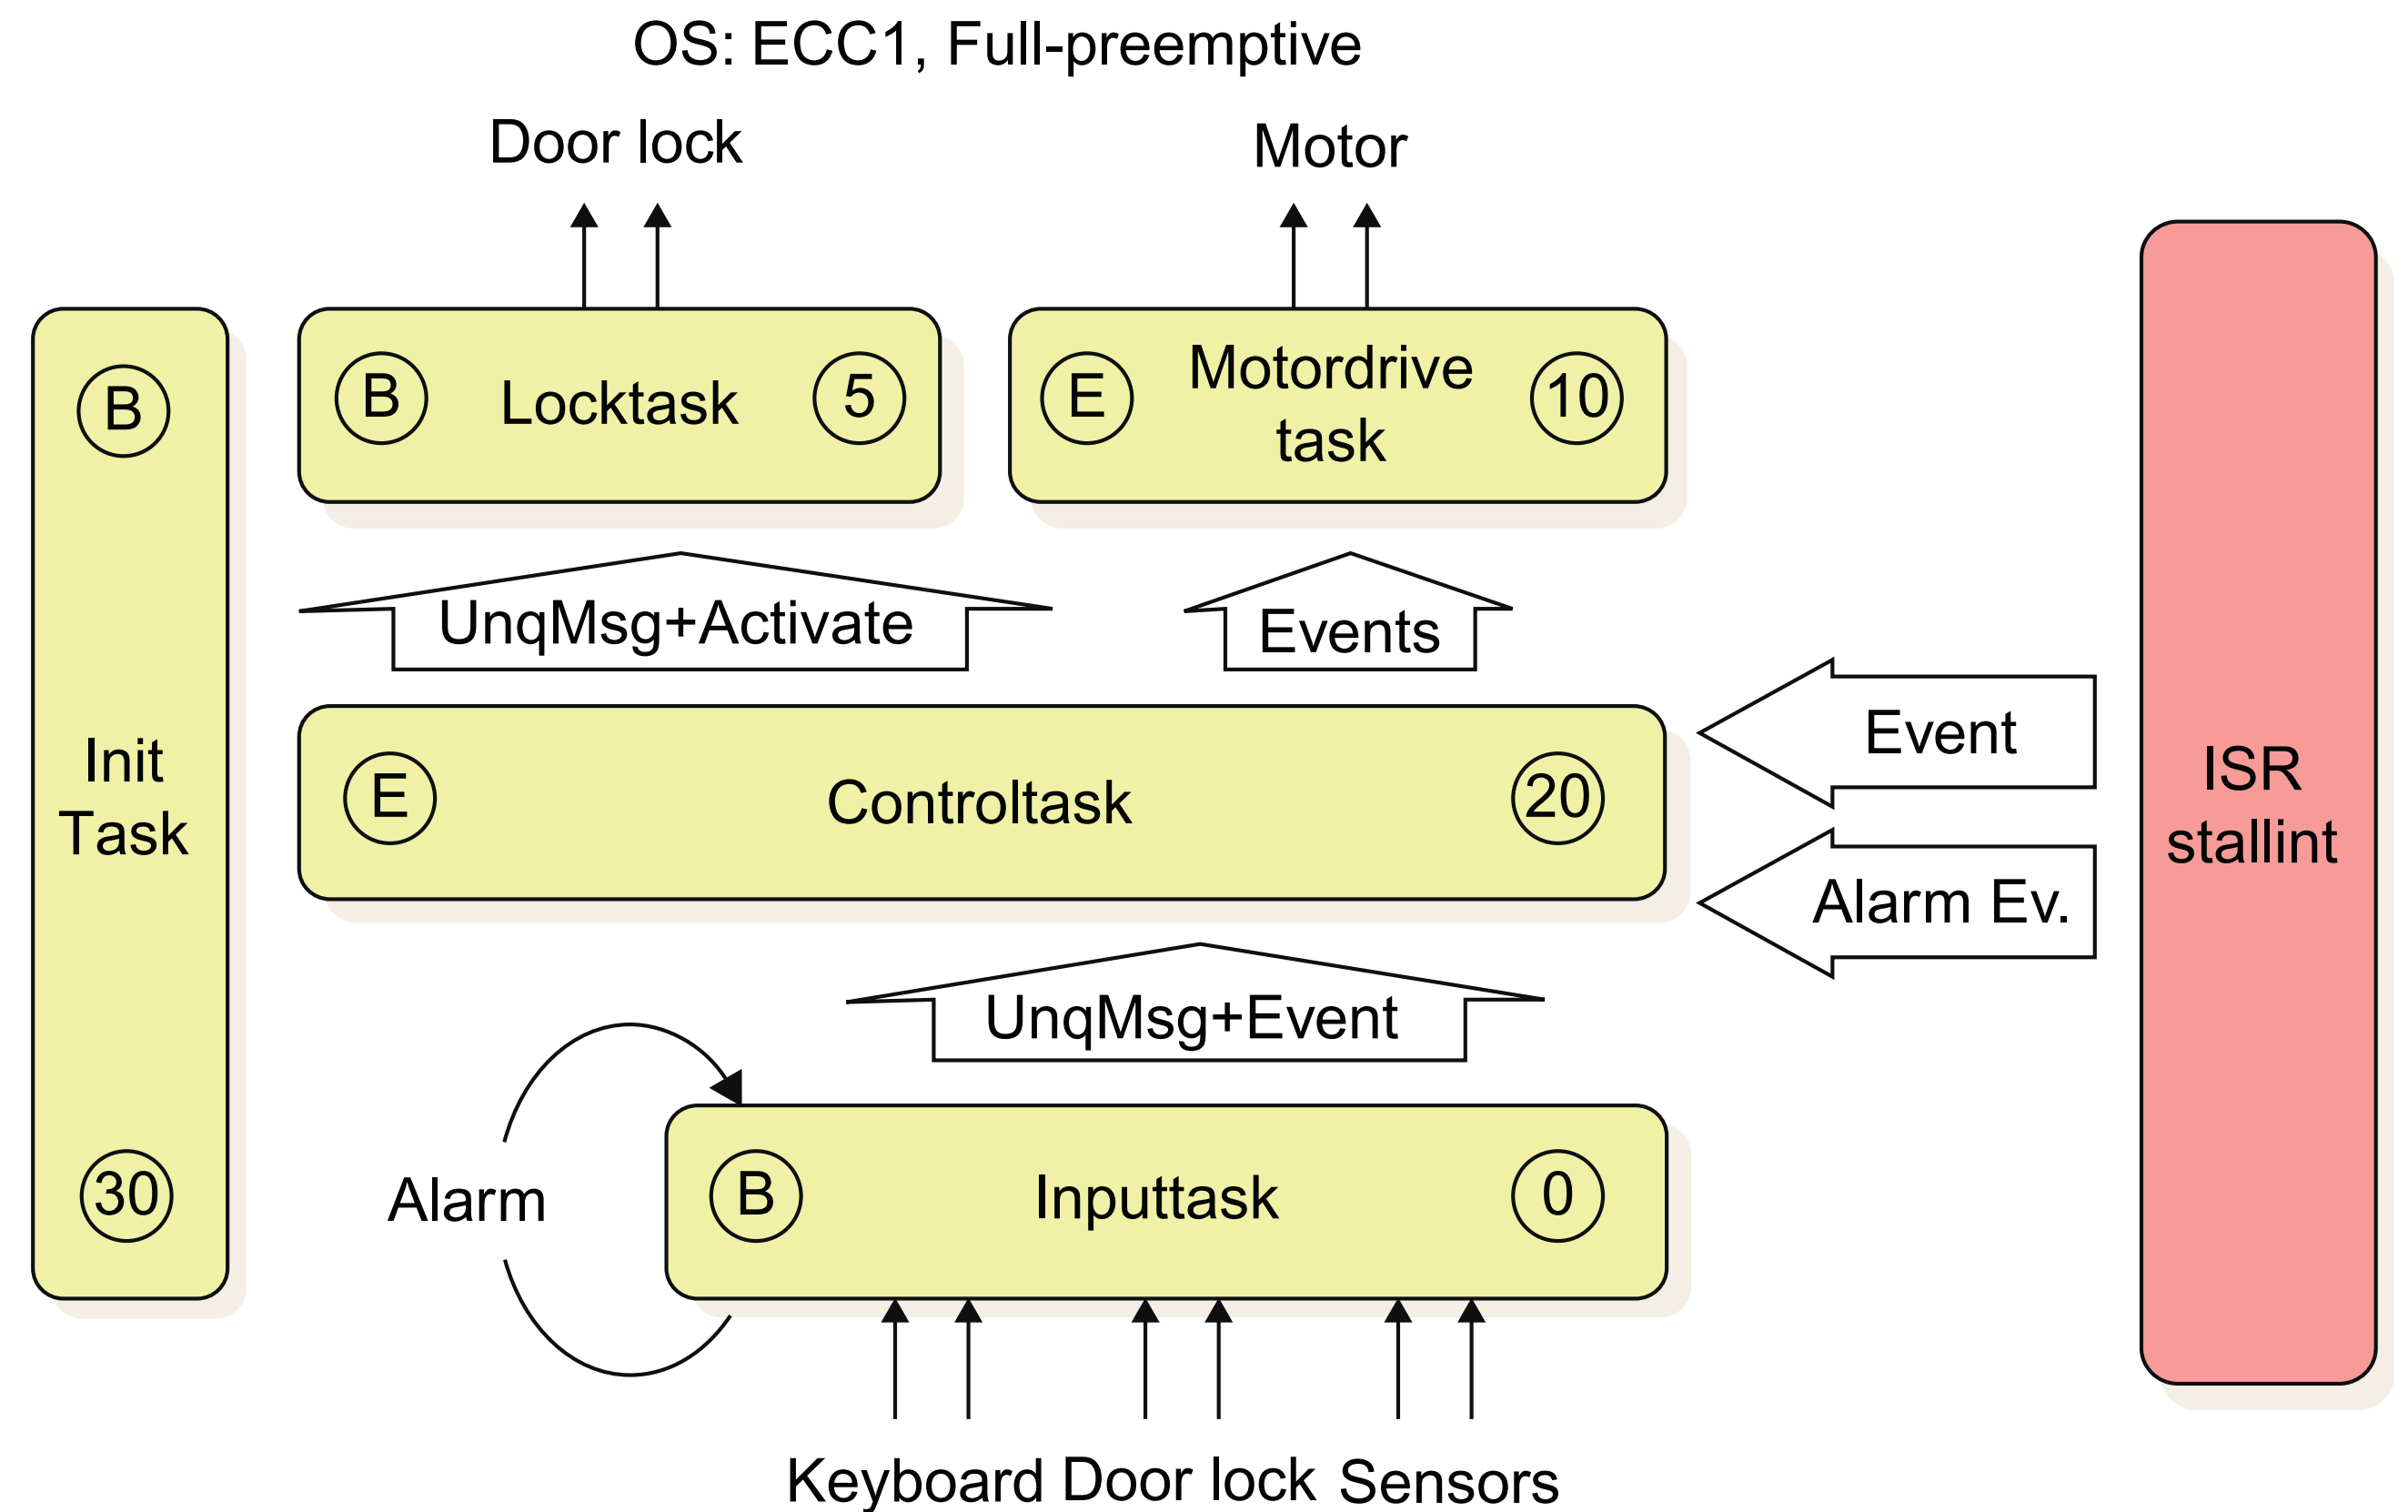 OS: ECC1, Full-preemptive
Door lock
Motor
B
Init
Task
30
B
Locktask
5
E
Motordrive
task
10
UnqMsg+Activate
Events
E
Controltask
20
Event
Alarm Ev.
ISR
stallint
UnqMsg+Event
Alarm
B
Inputtask
0
Keyboard Door lock Sensors